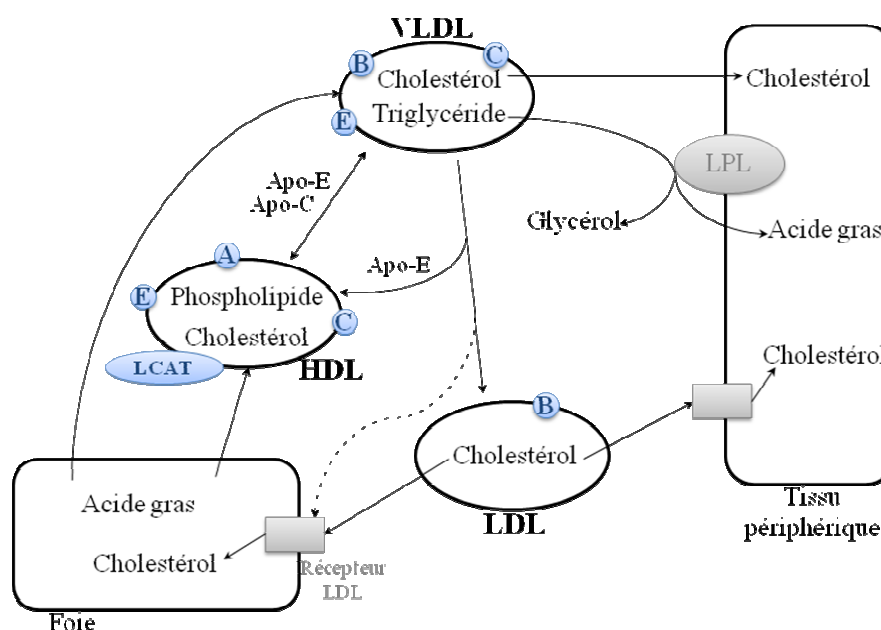 VLDL
B
C
Cholestérol
Triglycéride
E
Cholestérol
LPL
Apo-E
Apo-C
Glycérol
Acide gras
A
Apo-E
E
Phospholipide
Cholestérol
C
LCAT
HDL
Cholestérol
B
Cholestérol
LDL
Acide gras
Cholestérol
Récepteur
LDL
Foie
Tissu
périphérique